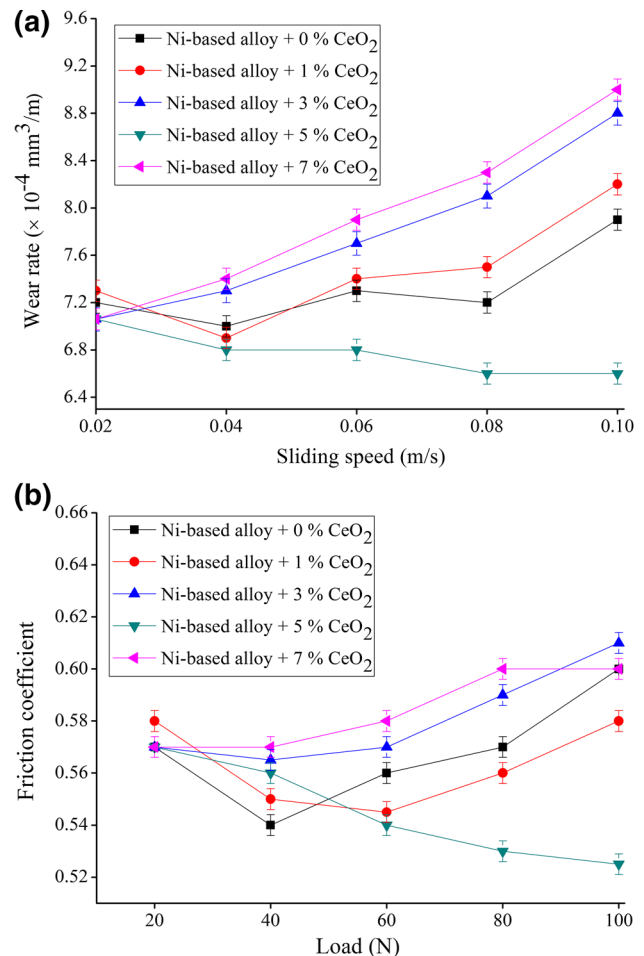 (a)
9.6
9.2
8.8
8.4
8.0
7.6
7.2
6.8
6.4
Wear rate (× 10⁻⁴ mm³/m)
Ni-based alloy + 0 % CeO₂
Ni-based alloy + 1 % CeO₂
Ni-based alloy + 3 % CeO₂
Ni-based alloy + 5 % CeO₂
Ni-based alloy + 7 % CeO₂
0.02 0.04 0.06 0.08 0.10
Sliding speed (m/s)
(b)
0.66
0.64
0.62
0.60
0.58
0.56
0.54
0.52
Friction coefficient
Ni-based alloy + 0 % CeO₂
Ni-based alloy + 1 % CeO₂
Ni-based alloy + 3 % CeO₂
Ni-based alloy + 5 % CeO₂
Ni-based alloy + 7 % CeO₂
20 40 60 80 100
Load (N)